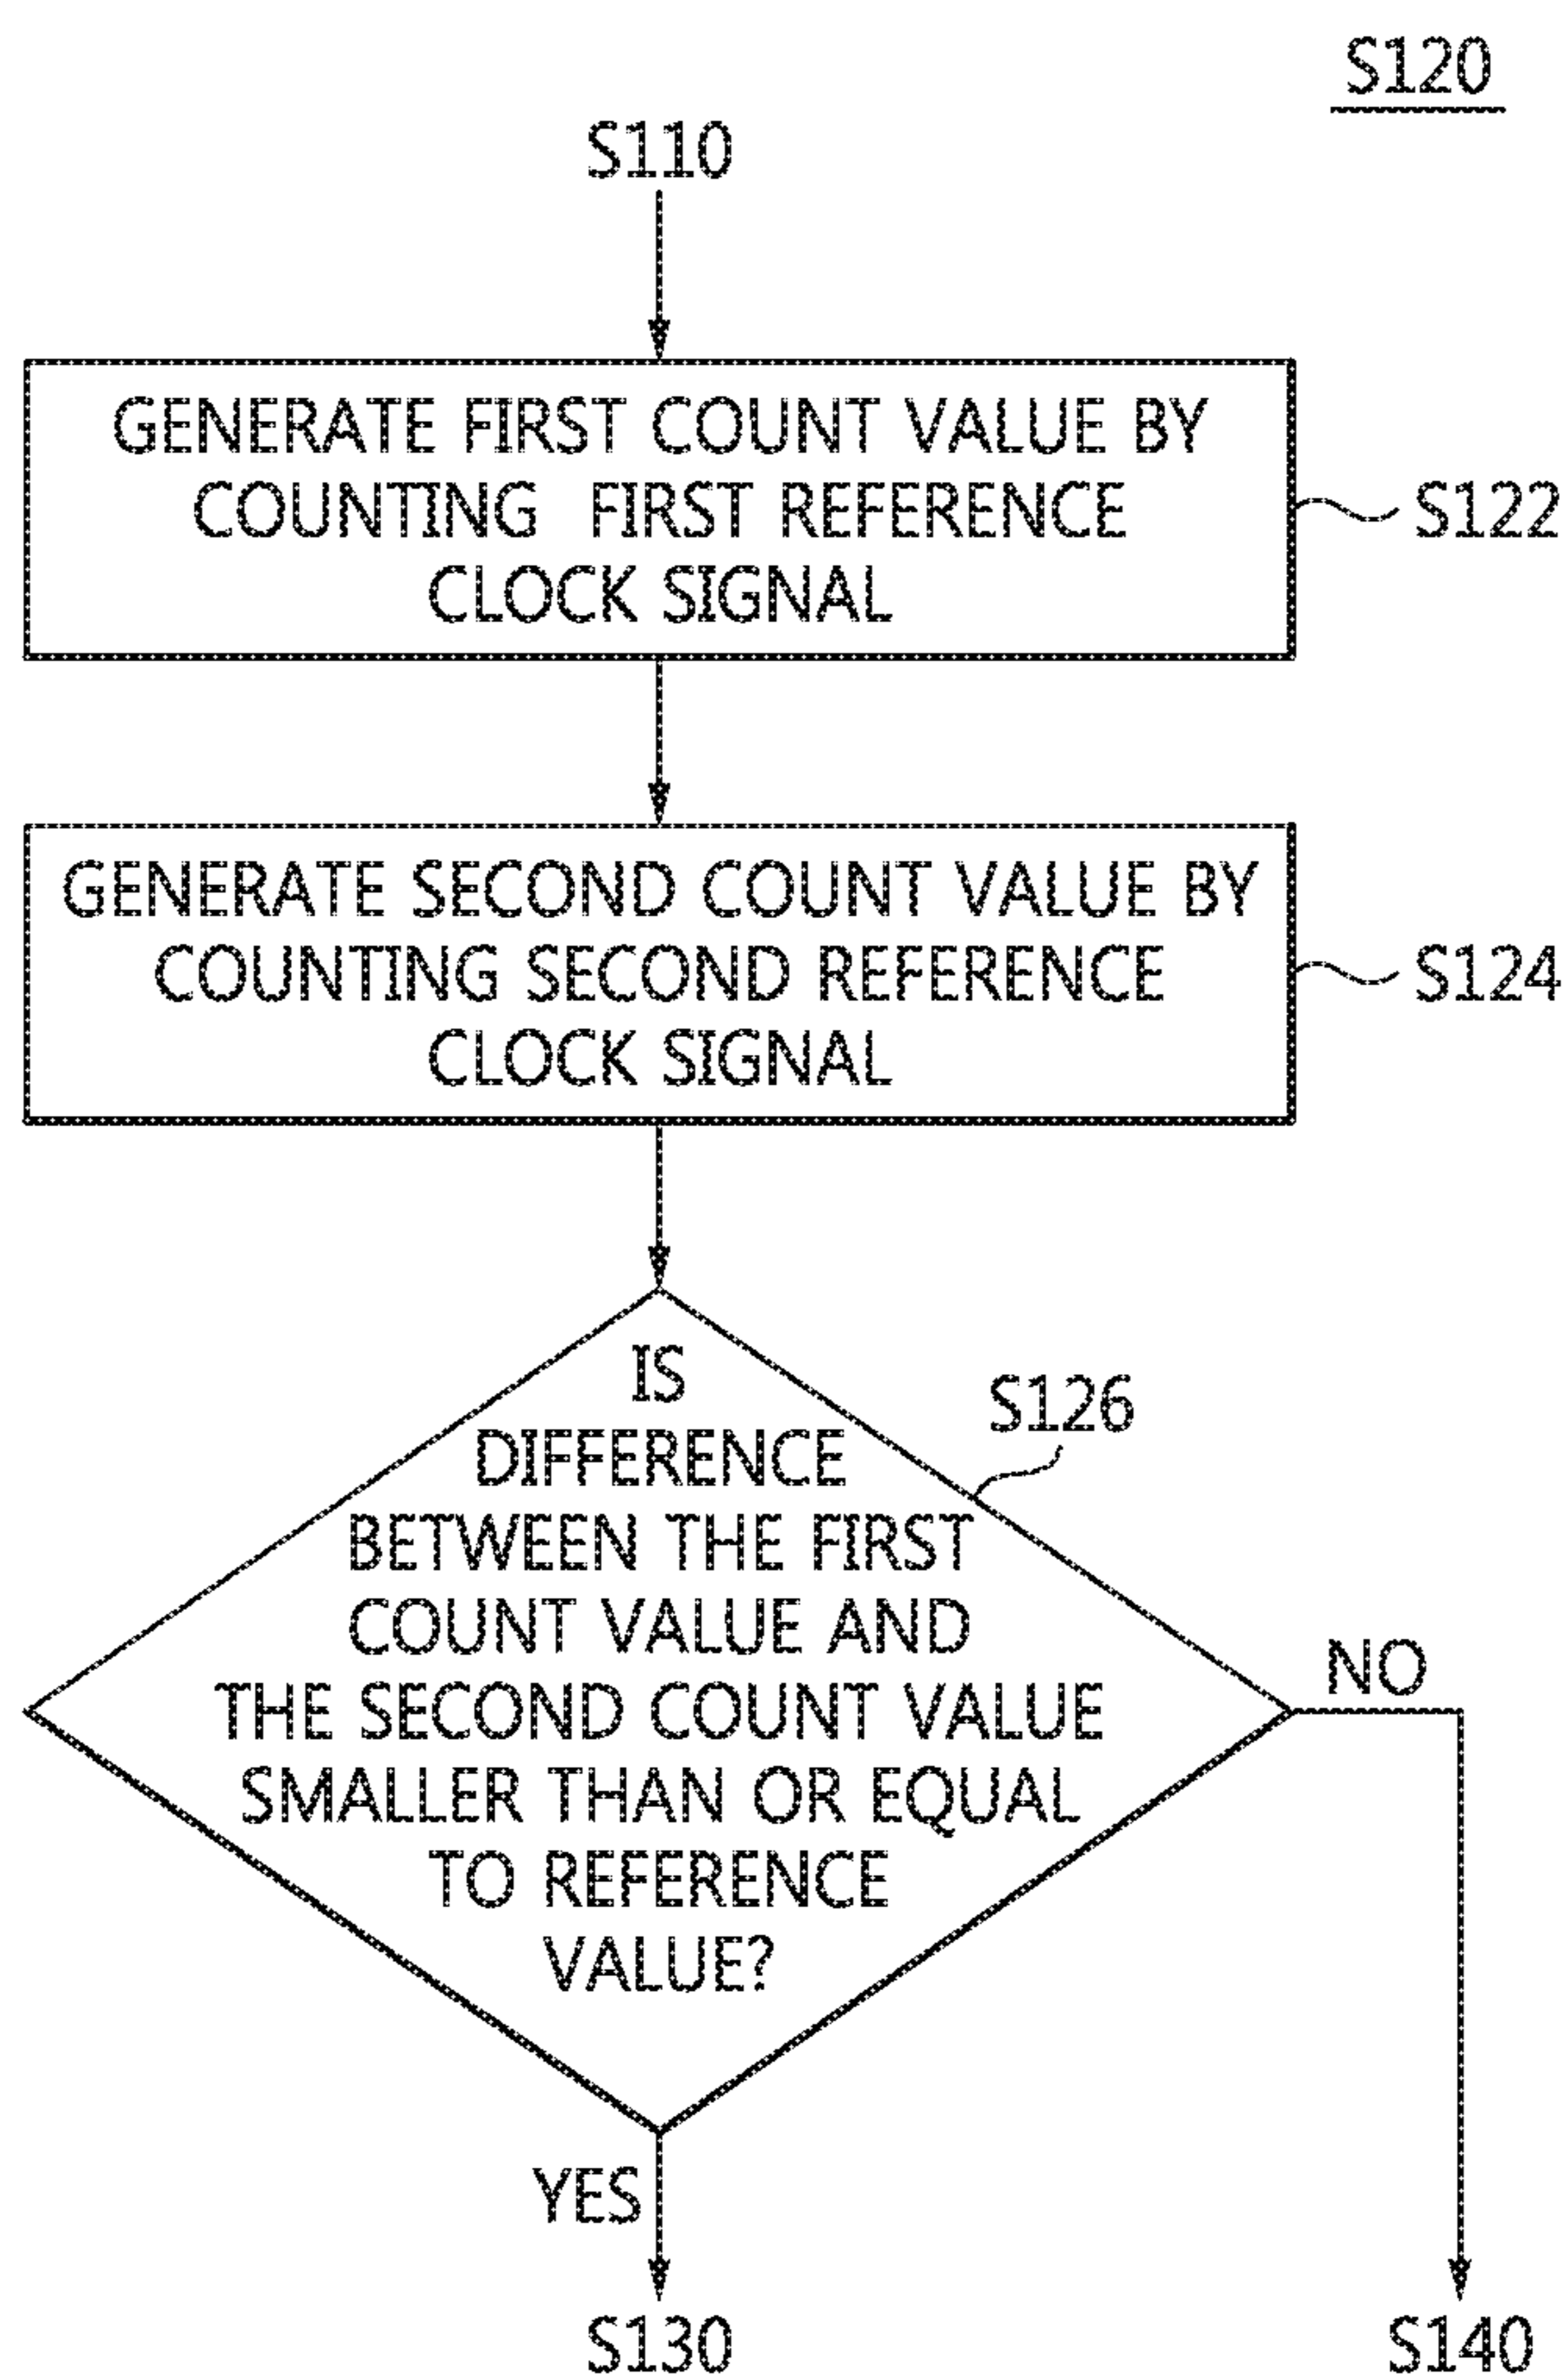 S120
S110
GENERATE FIRST COUNT VALUE BY
COUNTING FIRST REFERENCE
CLOCK SIGNAL
S122
GENERATE SECOND COUNT VALUE BY
COUNTING SECOND REFERENCE
CLOCK SIGNAL
S124
IS
DIFFERENCE
BETWEEN THE FIRST
COUNT VALUE AND
THE SECOND COUNT VALUE
SMALLER THAN OR EQUAL
TO REFERENCE
VALUE?
S126
NO
YES
S130
S140